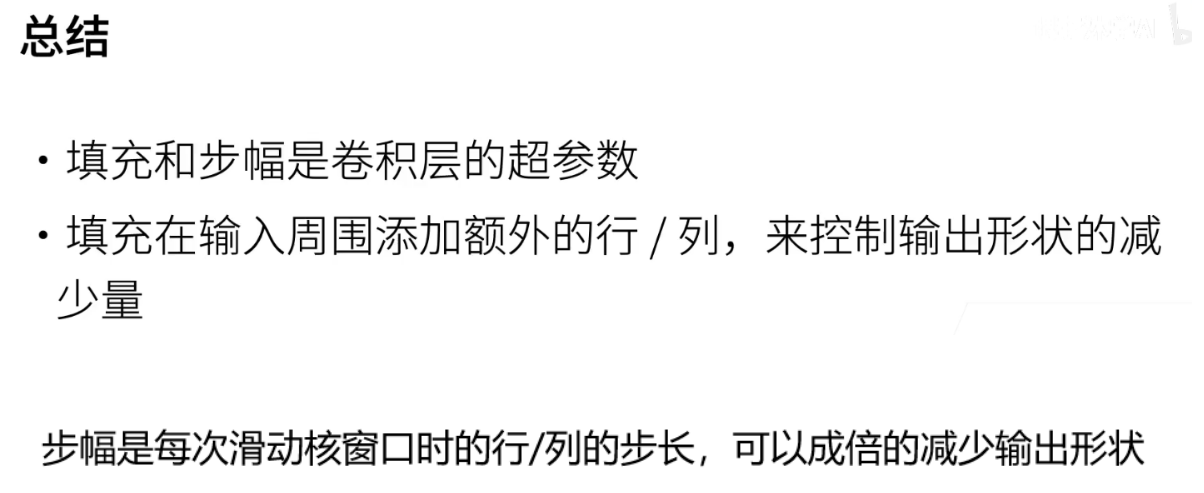 总结
• 填充和步幅是卷积层的超参数
• 填充在输入周围添加额外的行 / 列，来控制输出形状的减
少量
步幅是每次滑动核窗口时的行/列的步长，可以成倍的减少输出形状